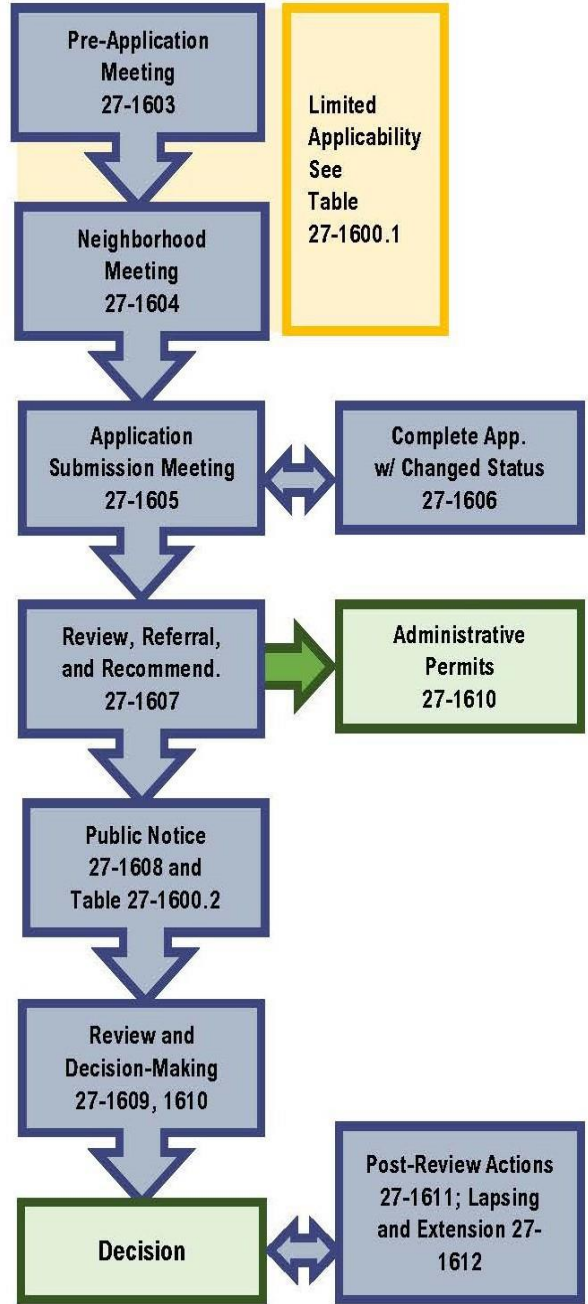 Pre-Application
Meeting
27-1603
Limited
Applicability
See
Table
27-1600.1
Neighborhood
Meeting
27-1604
Application
Submission Meeting
27-1605
Complete App.
w/ Changed Status
27-1606
Review, Referral,
and Recommend.
27-1607
Administrative
Permits
27-1610
Public Notice
27-1608 and
Table 27-1600.2
Review and
Decision-Making
27-1609, 1610
Decision
Post-Review Actions
27-1611; Lapsing
and Extension 27-
1612